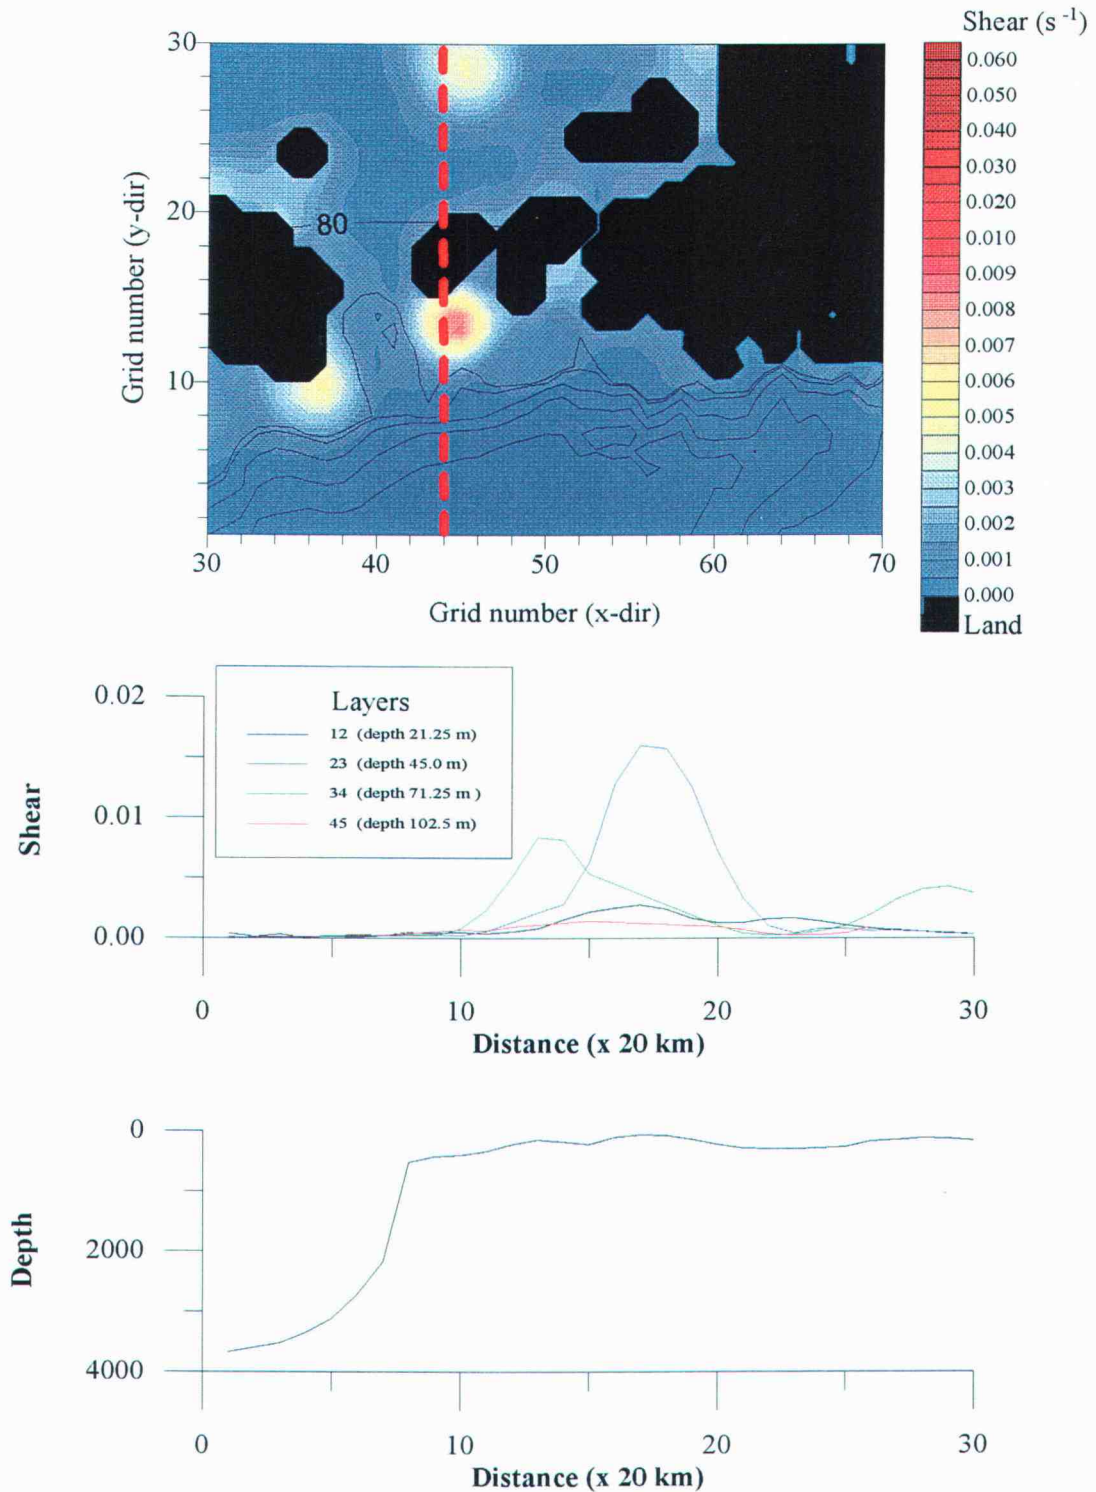 Shear (s -1)
30
20
10
80
Grid number (y-dir)
30 40 50 60 70
Grid number (x-dir)
0.060
0.050
0.040
0.030
0.020
0.010
0.009
0.008
0.007
0.006
0.005
0.004
0.003
0.002
0.001
0.000
Land
0.02
0.01
0.00
Shear
Layers
12 (depth 21.25 m)
23 (depth 45.0 m)
34 (depth 71.25 m )
45 (depth 102.5 m)
0 10 20 30
Distance (x 20 km)
0
2000
4000
Depth
0 10 20 30
Distance (x 20 km)